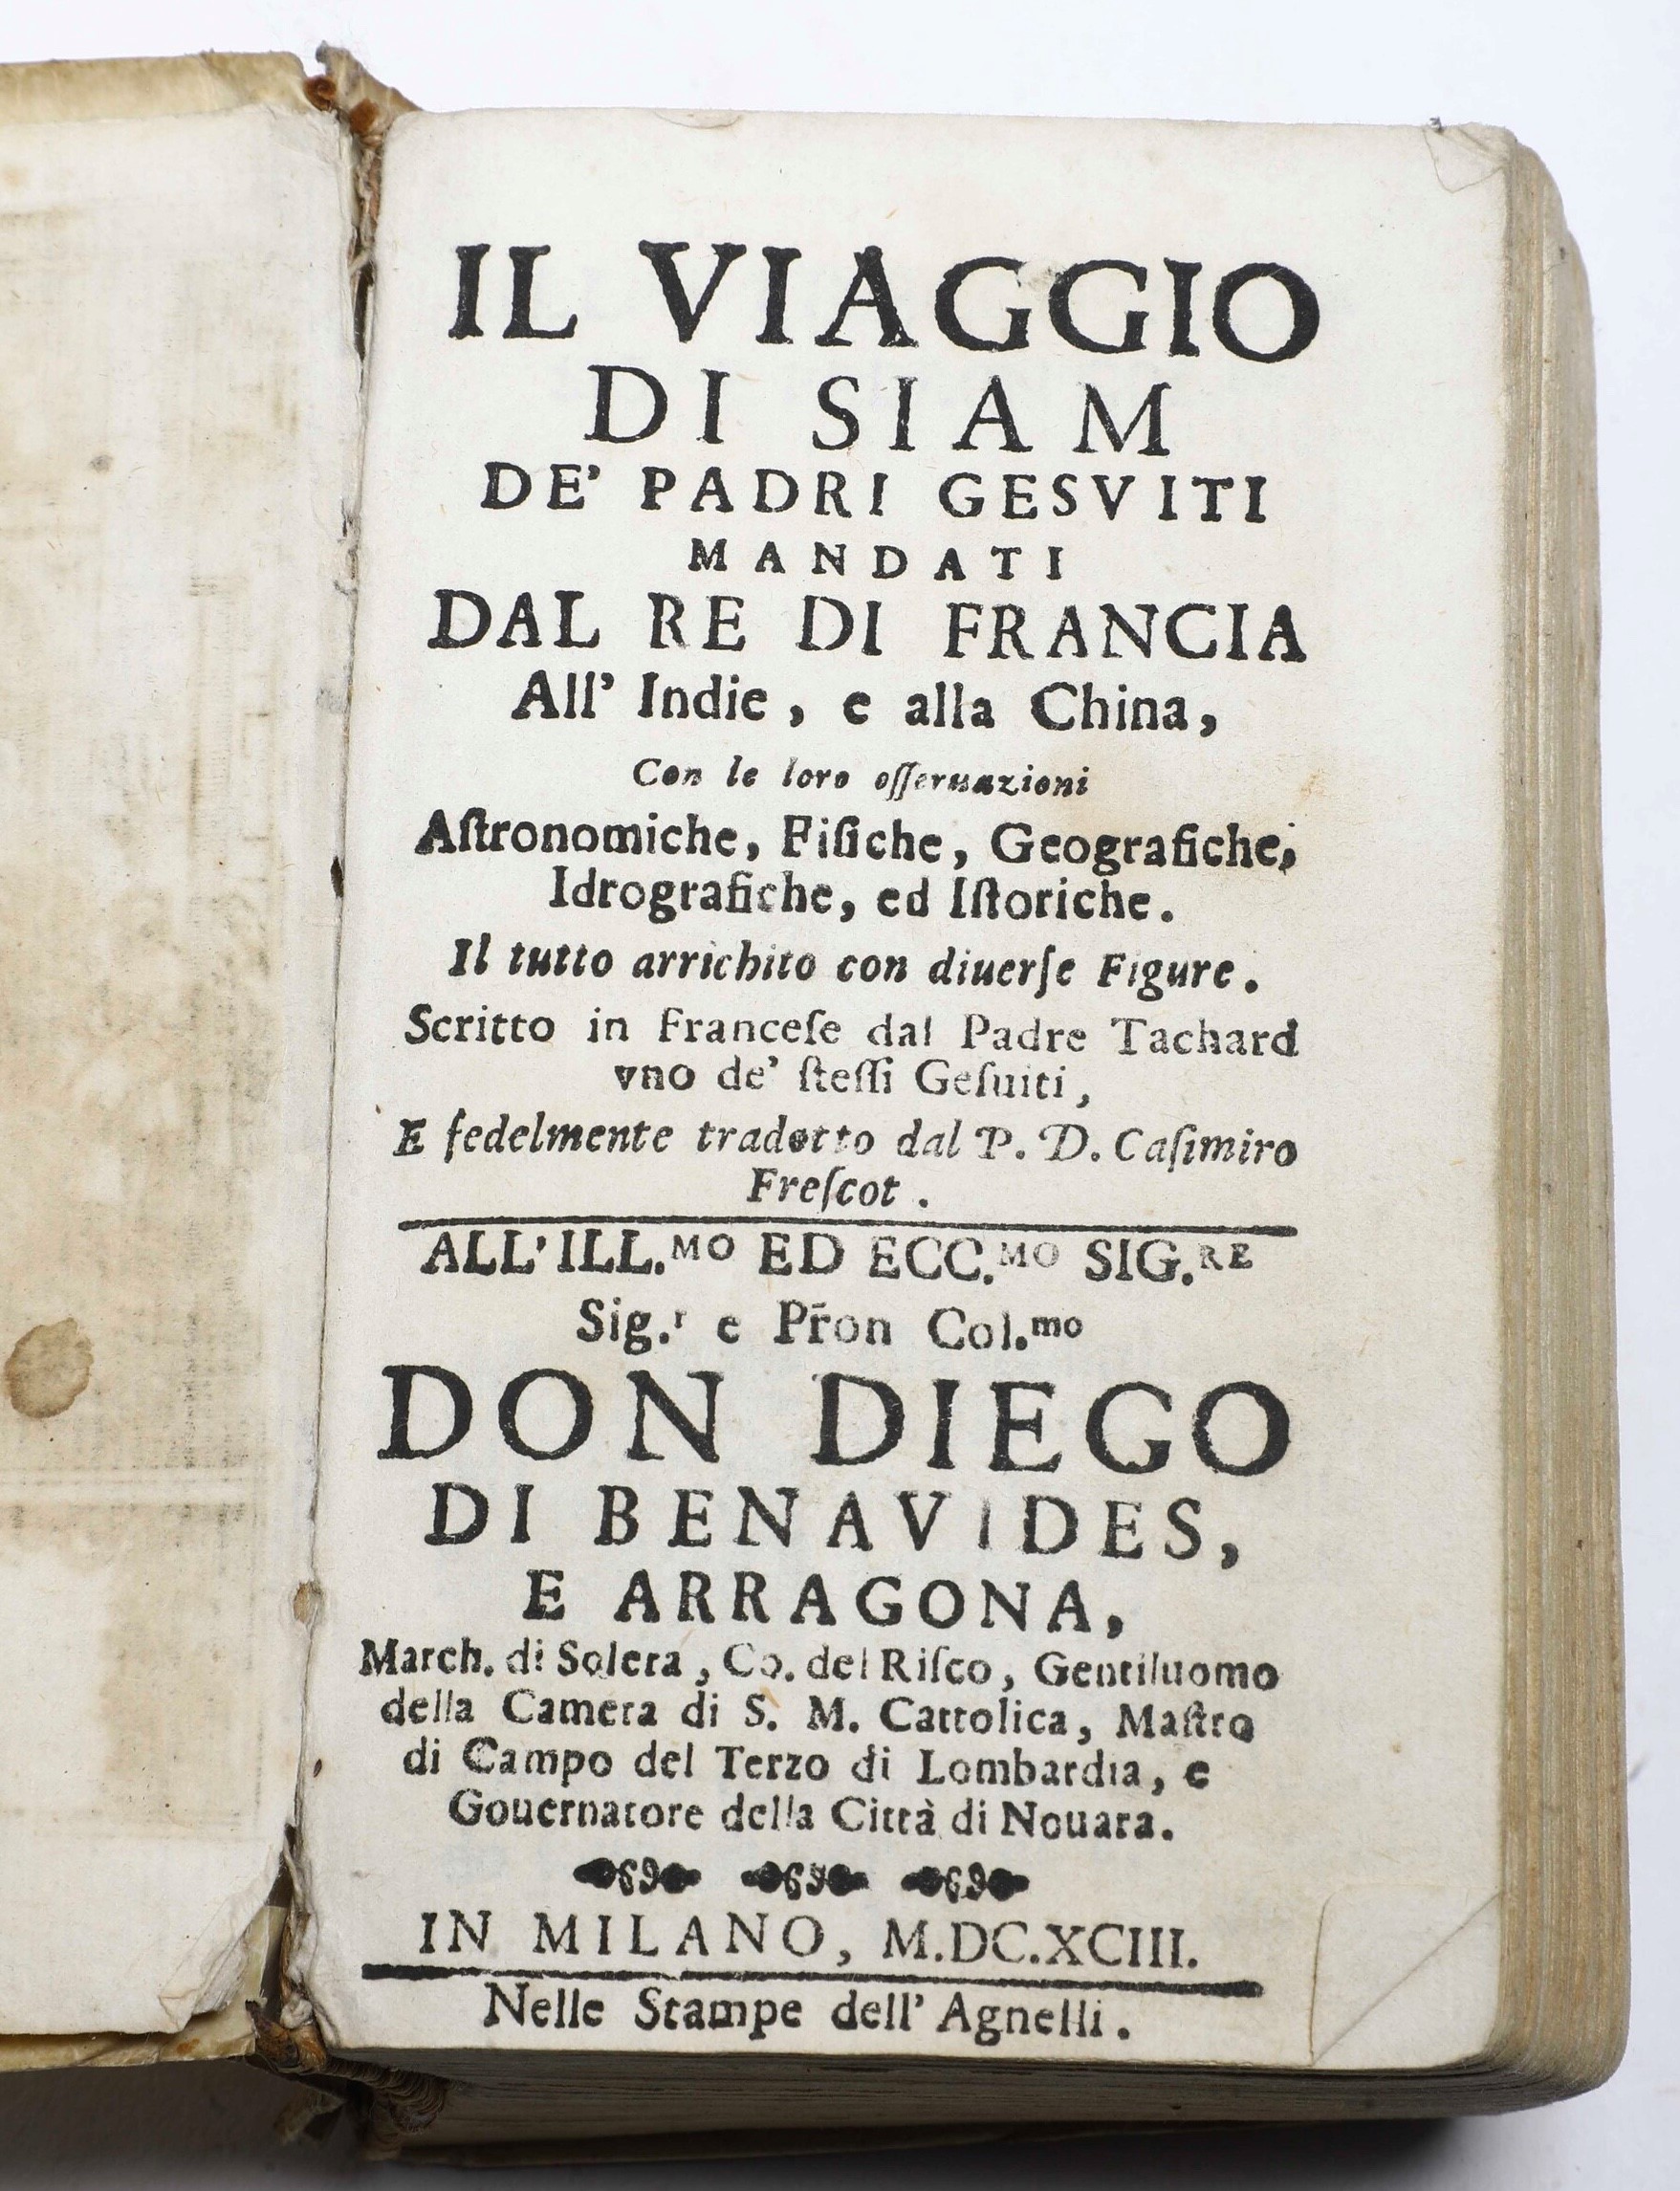 IL VIAGGIO
DI SIAM
DE' PADRI GESVITI
MANDATI
DAL RE DI FRANCIA
All' Indie, e alla China,
Con le loro oſſeruazioni
Aſtronomiche, Fiſiche, Geografiche,
Idrografiche, ed Iſtoriche.
Il tutto arrichito con diuerſe Figure.
Scritto in Franceſe dal Padre Tachard
vno de' ſteſſi Geſuiti,
E fedelmente tradotto dal P. D. Caſimiro
Freſcot.
ALL' ILL.MO ED ECC.MO SIG.RE
Sig.r e Pr̄on Col.mo
DON DIEGO
DI BENAVIDES,
E ARRAGONA,
March. di Solera, Co. del Riſco, Gentiluomo
della Camera di S. M. Cattolica, Maſtro
di Campo del Terzo di Lombardia, e
Gouernatore della Città di Nouara.
IN MILANO, M.DC.XCIII.
Nelle Stampe dell' Agnelli.